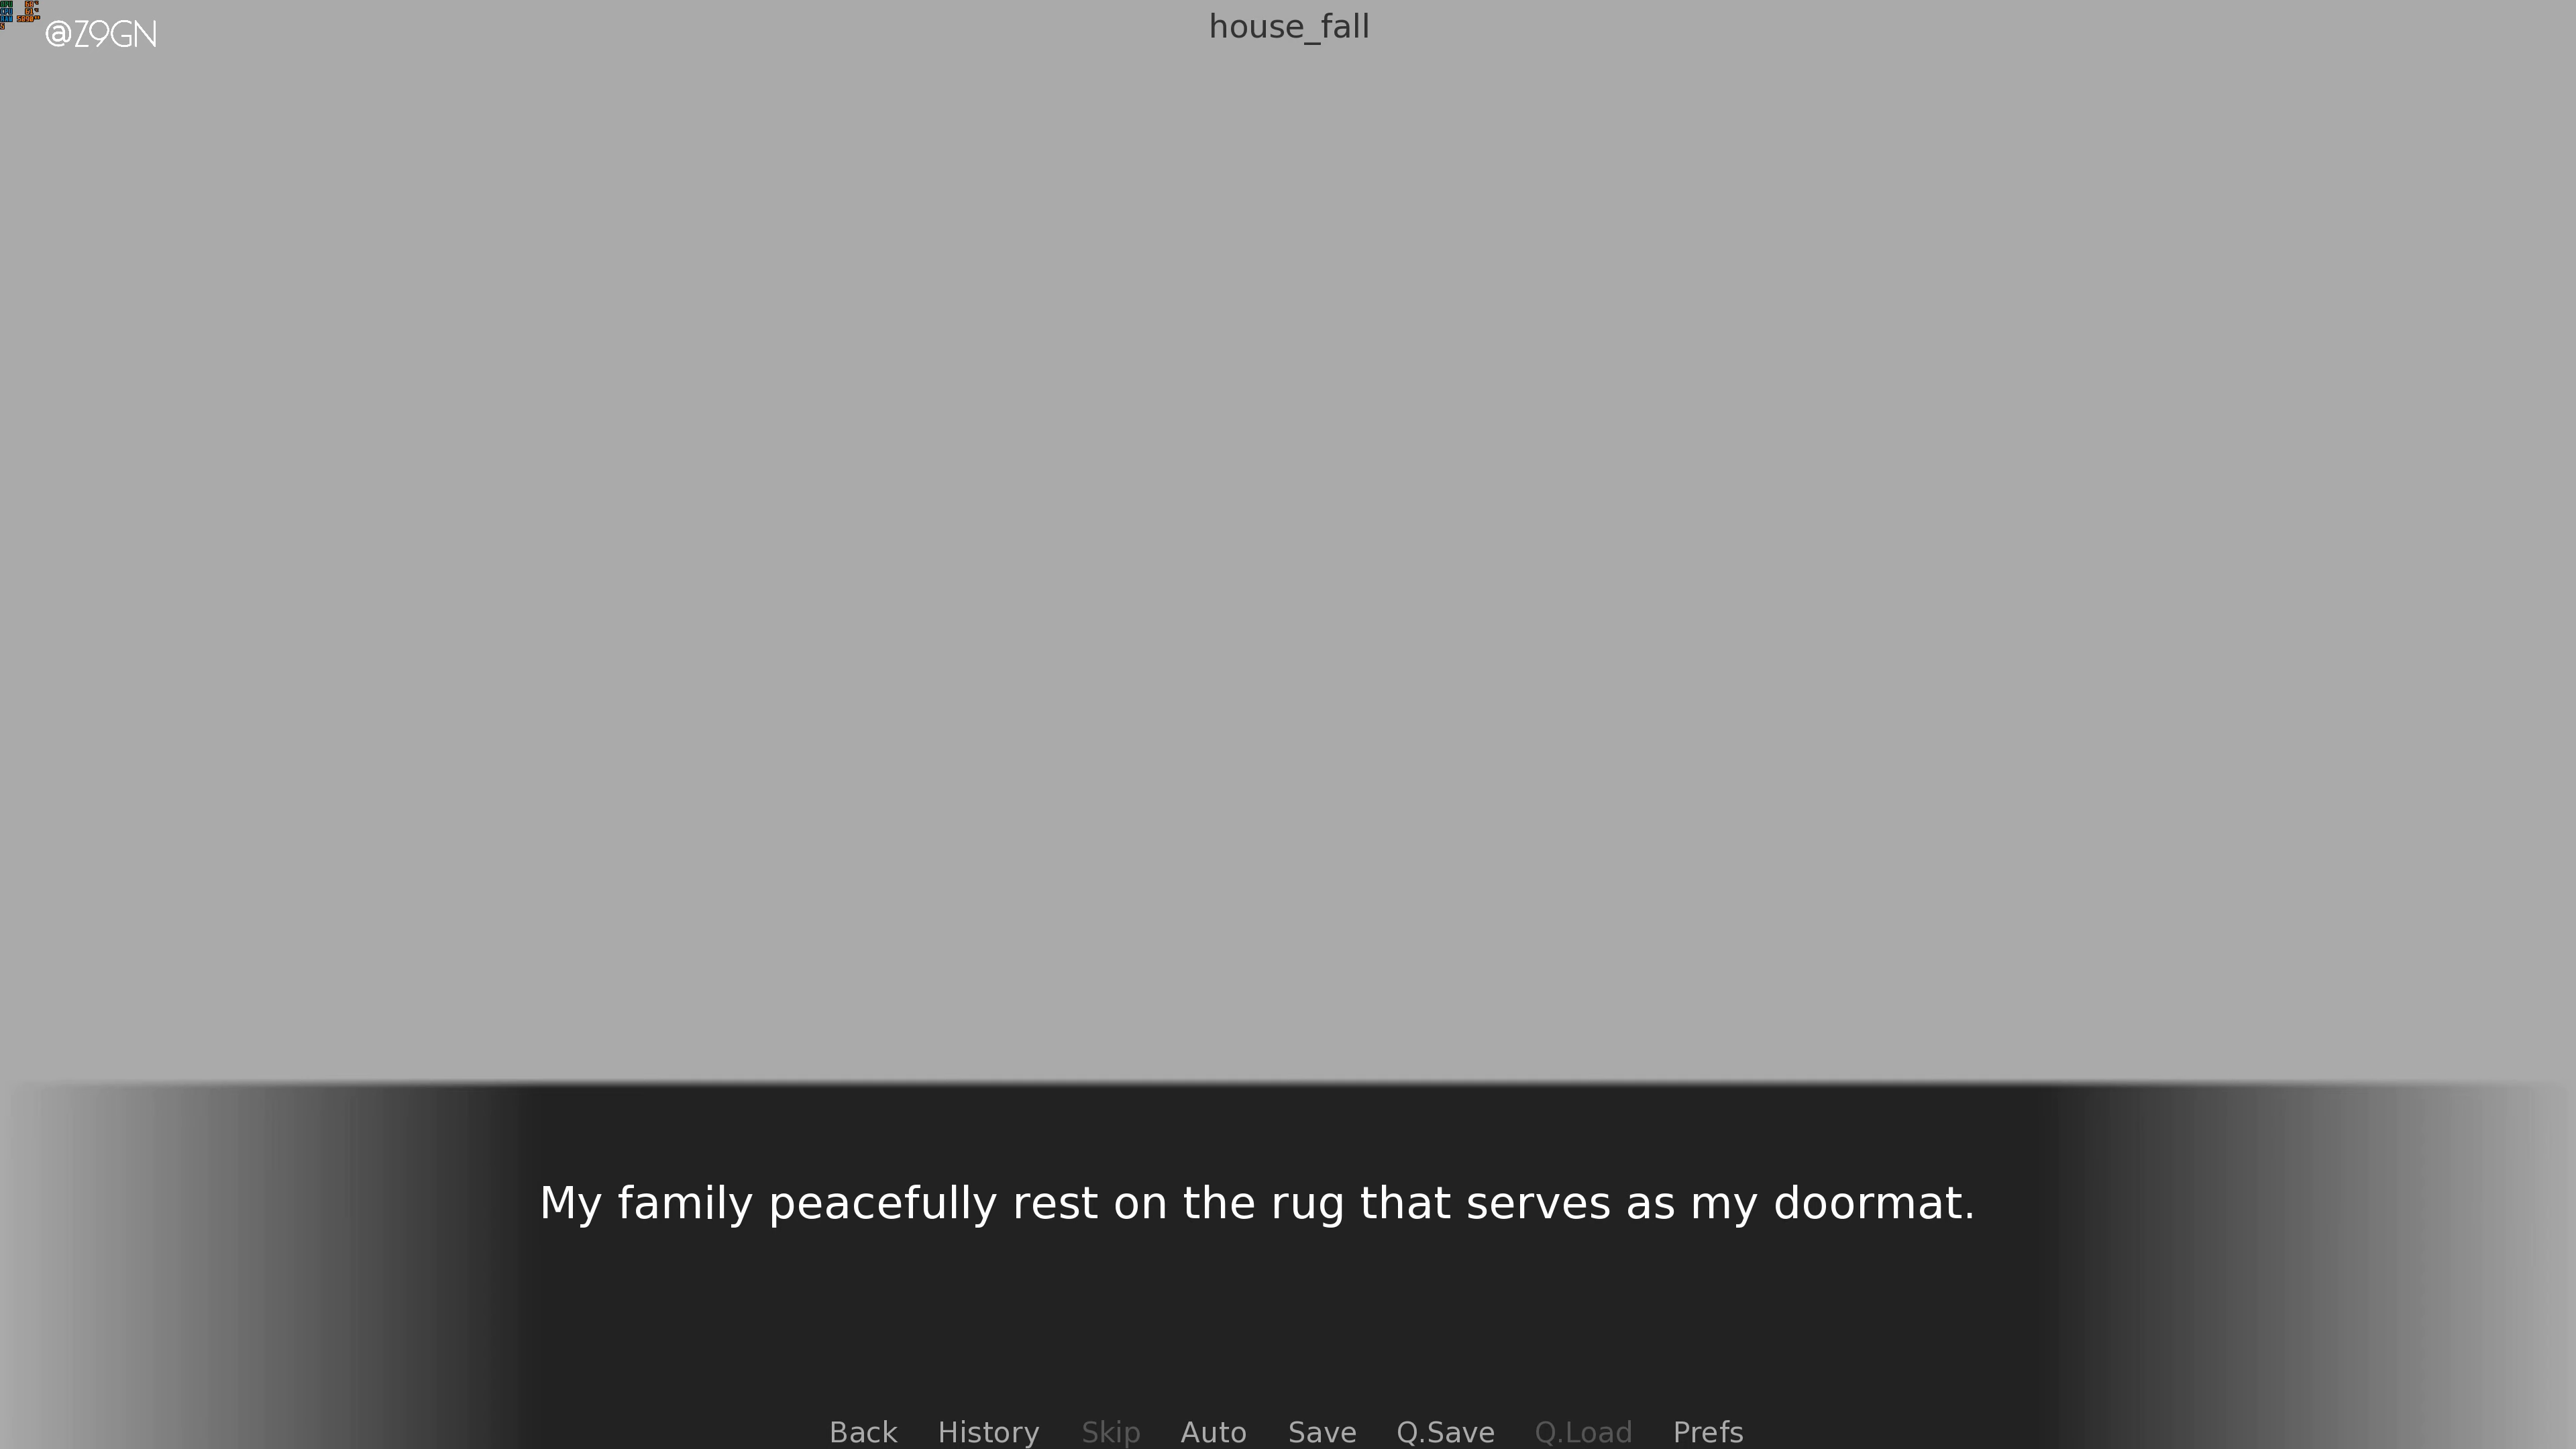 @Z9GN
house_fall
My family peacefully rest on the rug that serves as my doormat.
Back History Skip Auto Save Q.Save Q.Load Prefs